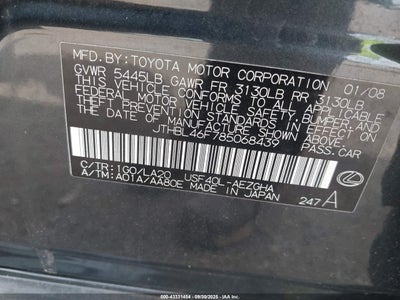 MFD. BY: TOYOTA MOTOR CORPORATION 01/08
GVWR 5445LB GAWR FR 3130LB RR 3130LB
THIS VEHICLE CONFORMS TO ALL APPLICABLE
FEDERAL MOTOR VEHICLE SAFETY, BUMPER, AND
THEFT PREVENTION STANDARDS IN EFFECT ON
THE DATE OF MANUFACTURE SHOWN ABOVE.
JTHBL46F785068439 PASS.CAR
C/TR: 1G0/LA20 USF40L-AEZGHA
A/TM: A01A/AA80E MADE IN JAPAN 247 A
000-43331454 - 09/30/2025 -